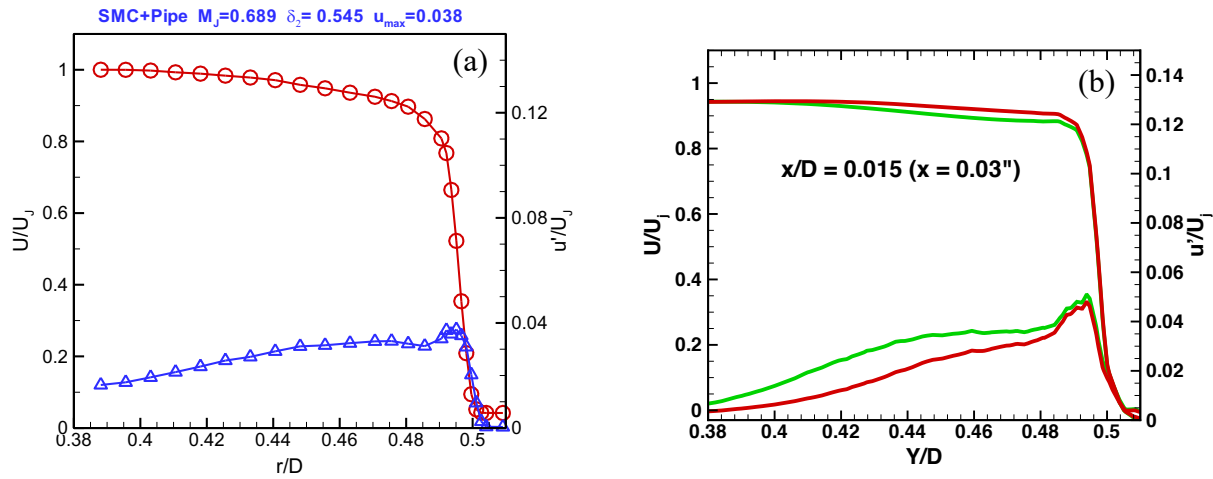 SMC+Pipe M_J=0.689 δ_2= 0.545 u_max=0.038
(a)
U/U_J
1
0.8
0.6
0.4
0.2
0
0.12
0.08
0.04
0
u'/U_J
0.38 0.4 0.42 0.44 0.46 0.48 0.5
r/D
(b)
U/U_j
1
0.8
0.6
0.4
0.2
0
x/D = 0.015 (x = 0.03")
0.14
0.12
0.1
0.08
0.06
0.04
0.02
0
u'/U_j
0.38 0.4 0.42 0.44 0.46 0.48 0.5
Y/D